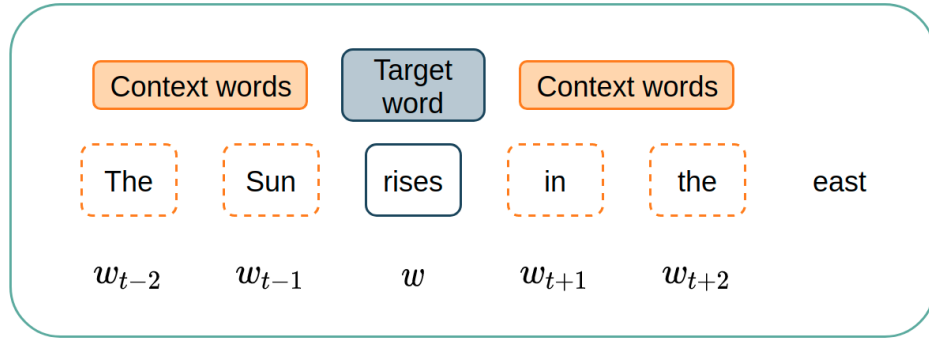 Context words Target word Context words
The Sun rises in the east
w_{t-2} w_{t-1} w w_{t+1} w_{t+2}